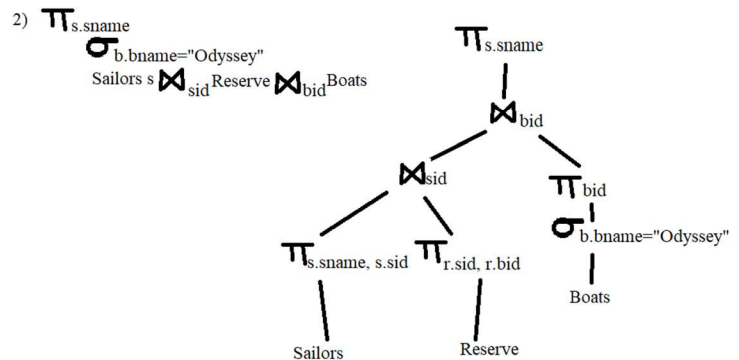 2) π s.sname
σ b.bname="Odyssey"
Sailors s ⋈ sid Reserve ⋈ bid Boats
π s.sname
⋈ bid
⋈ sid
π bid
σ b.bname="Odyssey"
π s.sname, s.sid π r.sid, r.bid
Boats
Sailors Reserve